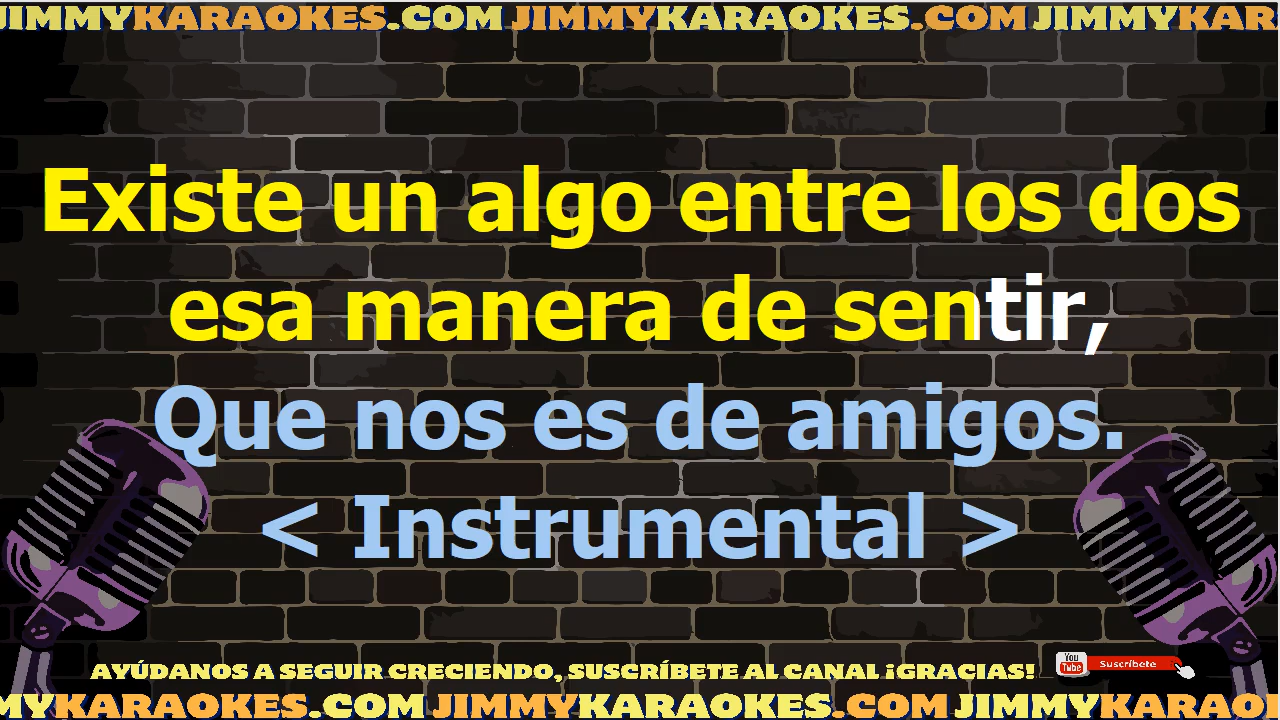 JIMMYKARAOKES.COM JIMMYKARAOKES.COM JIMMYKAR
Existe un algo entre los dos
esa manera de sentir,
Que nos es de amigos.
< Instrumental >
AYÚDANOS A SEGUIR CRECIENDO, SUSCRÍBETE AL CANAL ¡GRACIAS!
You Tube Suscríbete
MYKARAOKES.COM JIMMYKARAOKES.COM JIMMYKARAOK